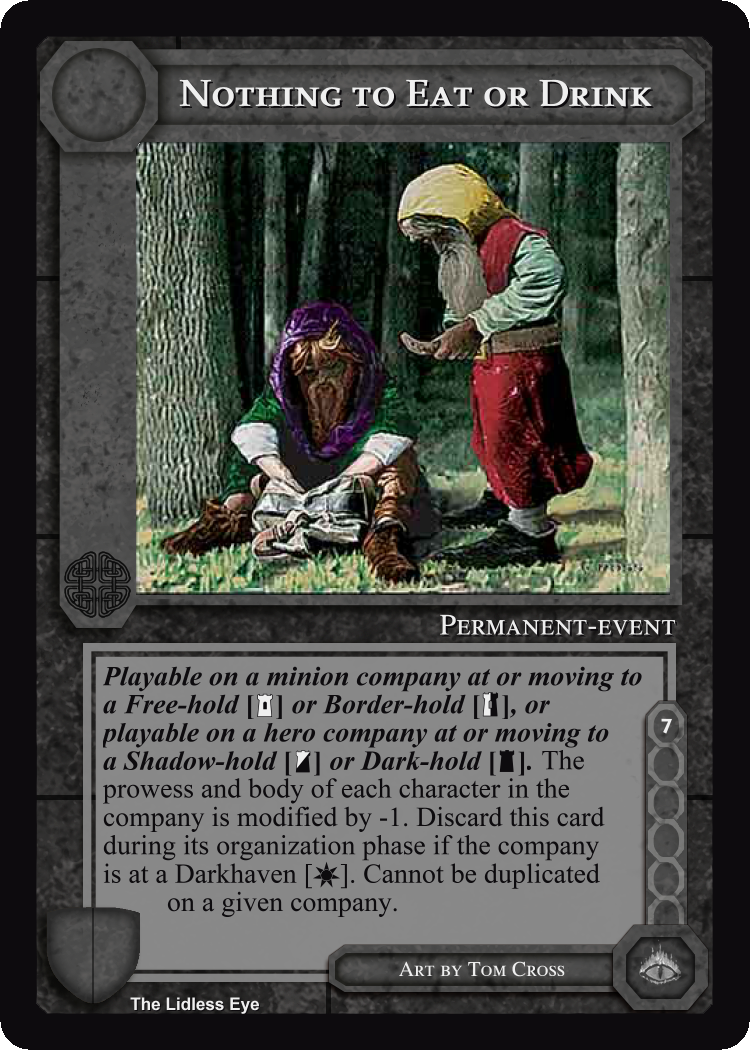 Nothing to Eat or Drink
Permanent-event
Playable on a minion company at or moving to
a Free-hold [ ] or Border-hold [ ], or
playable on a hero company at or moving to
a Shadow-hold [ ] or Dark-hold [ ]. The
prowess and body of each character in the
company is modified by -1. Discard this card
during its organization phase if the company
is at a Darkhaven [ ]. Cannot be duplicated
on a given company.
7
Art by Tom Cross
The Lidless Eye